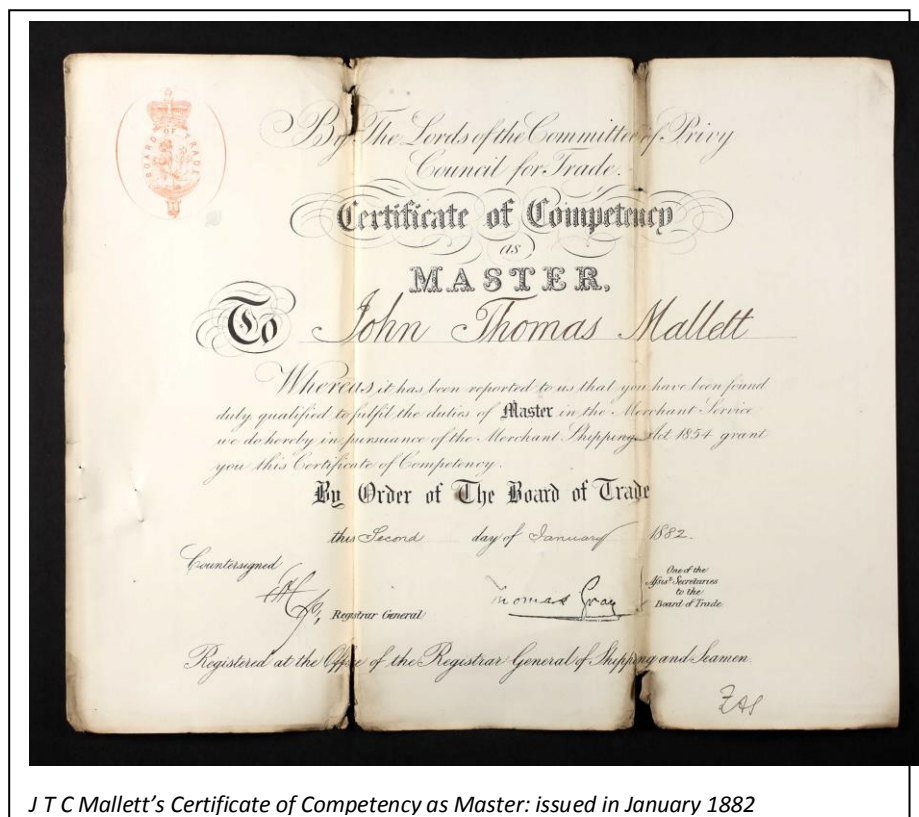 BOARD OF TRADE
By The Lords of the Committee of Privy
Council for Trade.
Certificate of Competency
as
MASTER,
To John Thomas Mallett
Whereas it has been reported to us that you have been found
duly qualified to fulfil the duties of Master in the Merchant Service
we do hereby in pursuance of the Merchant Shipping Act 1854 grant
you this Certificate of Competency.
By Order of The Board of Trade
this Second day of January 1882.
Countersigned
One of the
Assist. Secretaries
to the
Board of Trade
Registrar General
Thomas Gray
Registered at the Office of the Registrar General of Shipping and Seamen.
J T C Mallett’s Certificate of Competency as Master: issued in January 1882